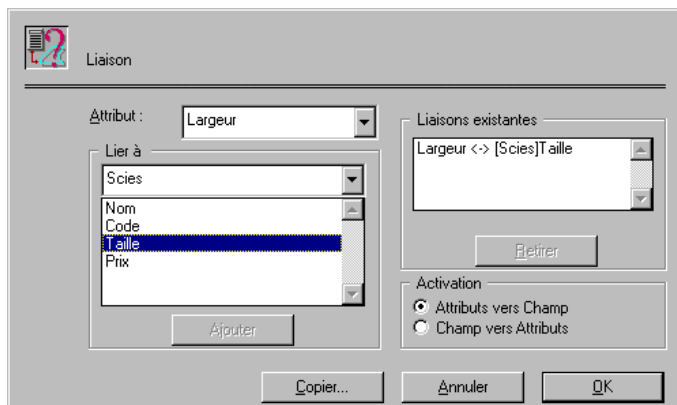 Liaison
Attribut :
Largeur
Lier à
Scies
Nom
Code
Taille
Prix
Ajouter
Liaisons existantes
Largeur <-> [Scies]Taille
Retirer
Activation
Attributs vers Champ
Champ vers Attributs
Copier...
Annuler
OK